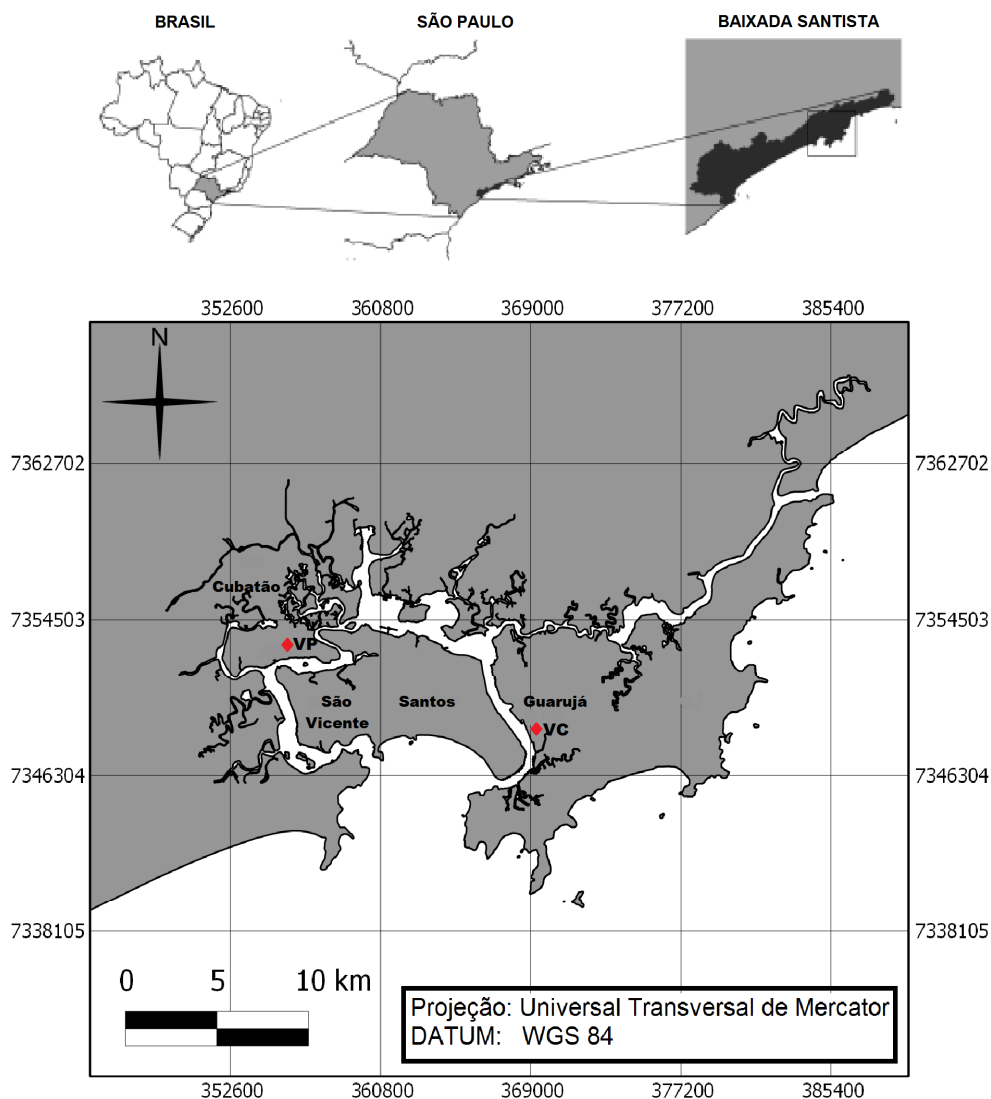 BRASIL
SÃO PAULO
BAIXADA SANTISTA
352600 360800 369000 377200 385400
N
7362702 7362702
Cubatão
7354503 7354503
VP
São
Vicente
Santos
Guarujá
VC
7346304 7346304
7338105 7338105
0 5 10 km
Projeção: Universal Transversal de Mercator
DATUM: WGS 84
352600 360800 369000 377200 385400